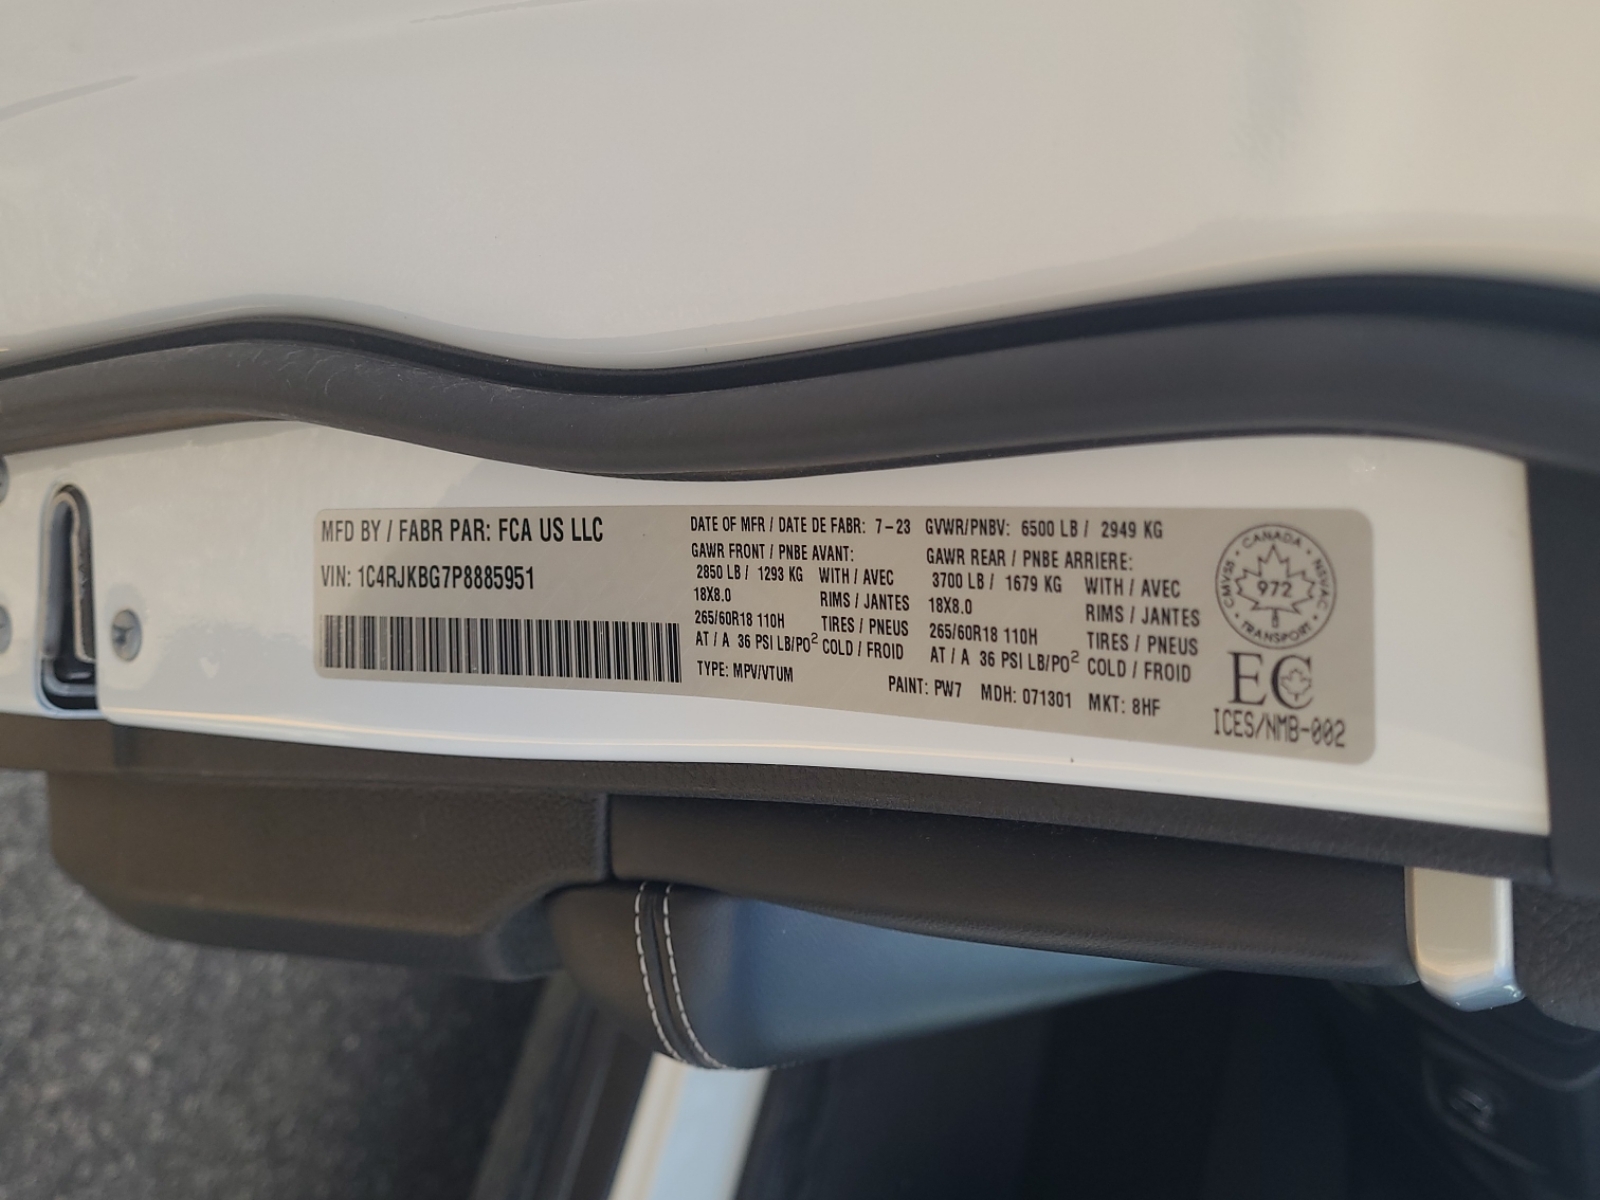 MFD BY / FABR PAR: FCA US LLC
VIN: 1C4RJKBG7P8885951
DATE OF MFR / DATE DE FABR: 7-23 GVWR/PNBV: 6500 LB / 2949 KG
GAWR FRONT / PNBE AVANT:
2850 LB / 1293 KG WITH / AVEC
18X8.0 RIMS / JANTES
265/60R18 110H TIRES / PNEUS
AT / A 36 PSI LB/PO² COLD / FROID
GAWR REAR / PNBE ARRIERE:
3700 LB / 1679 KG WITH / AVEC
18X8.0 RIMS / JANTES
265/60R18 110H TIRES / PNEUS
AT / A 36 PSI LB/PO² COLD / FROID
TYPE: MPV/VTUM
PAINT: PW7 MDH: 071301 MKT: 8HF
CANADA
CMVSS 972 NSVAC
TRANSPORT
EC
ICES/NMB-002